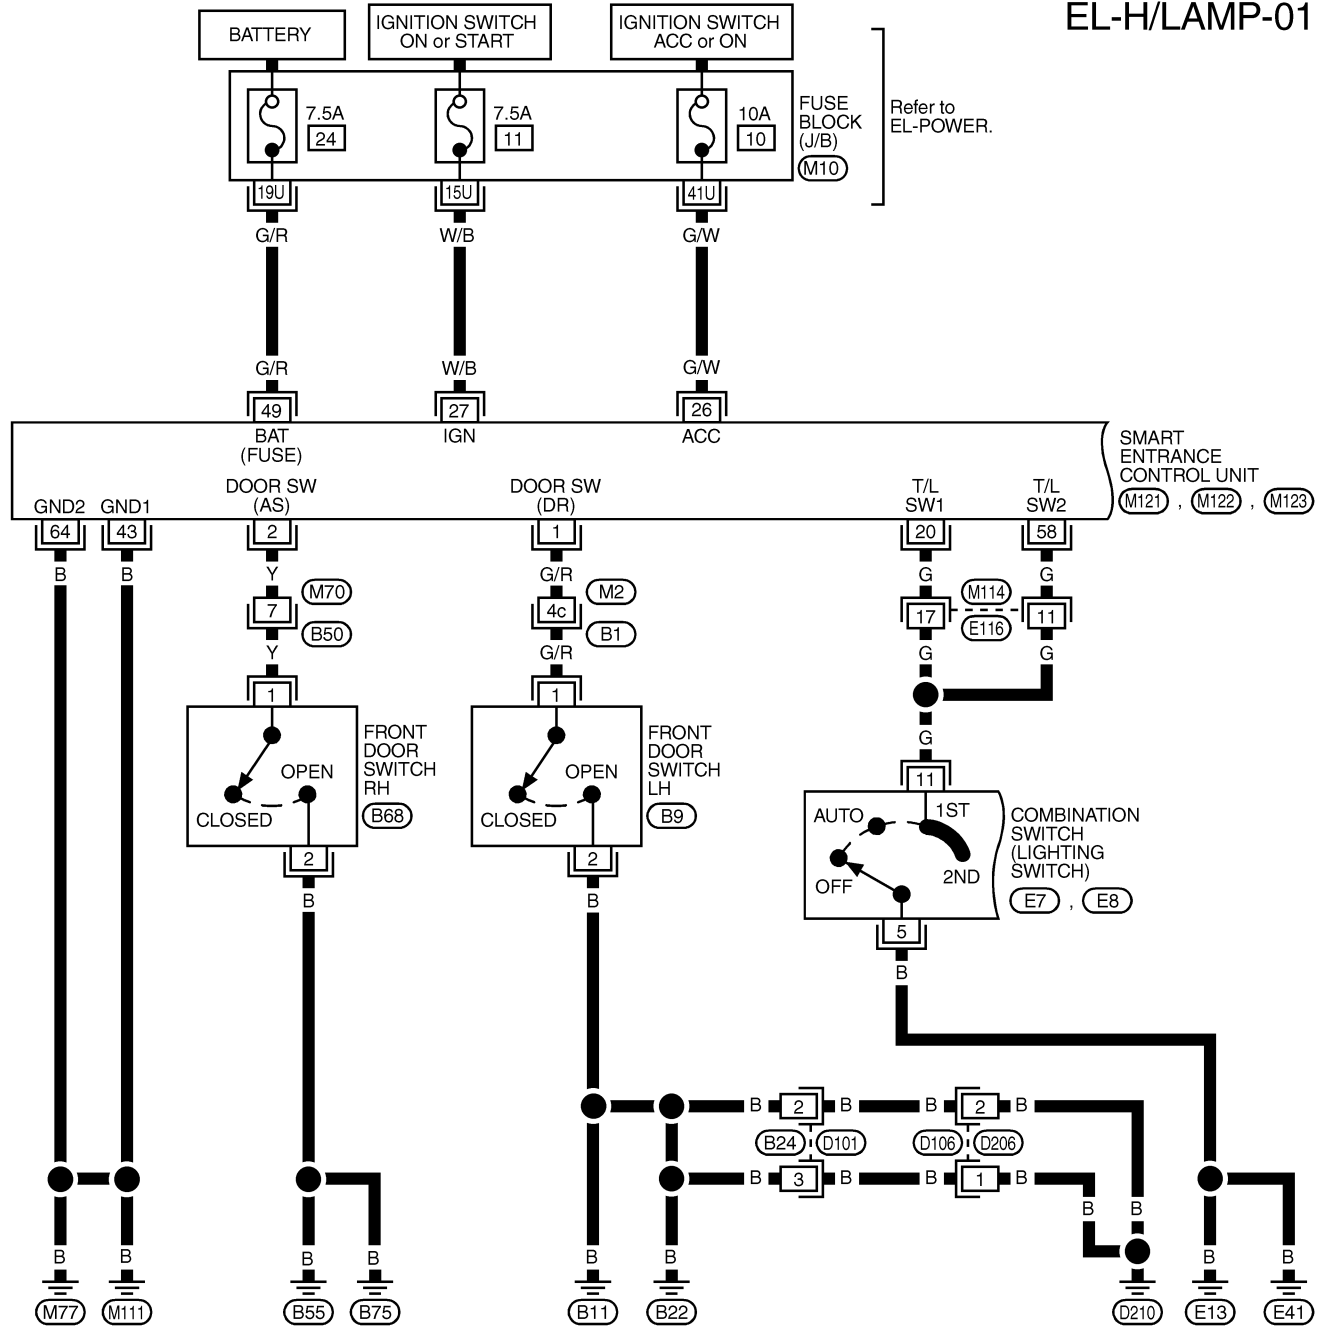 EL-H/LAMP-01
BATTERY
IGNITION SWITCH
ON or START
IGNITION SWITCH
ACC or ON
7.5A
24
7.5A
11
10A
10
FUSE
BLOCK
(J/B)
M10
Refer to
EL-POWER.
19U
15U
41U
G/R
W/B
G/W
G/R
W/B
G/W
49
27
26
BAT
(FUSE)
IGN
ACC
SMART
ENTRANCE
CONTROL UNIT
M121 , M122 , M123
GND2
GND1
DOOR SW
(AS)
DOOR SW
(DR)
T/L
SW1
T/L
SW2
64
43
2
1
20
58
B
B
Y
G/R
G
G
7
M70
B50
4c
M2
B1
17
M114
E116
11
Y
G/R
G
G
1
1
G
11
OPEN
CLOSED
FRONT
DOOR
SWITCH
RH
B68
OPEN
CLOSED
FRONT
DOOR
SWITCH
LH
B9
AUTO
1ST
OFF
2ND
COMBINATION
SWITCH
(LIGHTING
SWITCH)
E7 , E8
2
2
5
B
B
B
B
2
B
B
2
B
B24
D101
D106
D206
B
3
B
B
1
B
B
B
B
B
B
B
B
B
B
B
M77
M111
B55
B75
B11
B22
D210
E13
E41